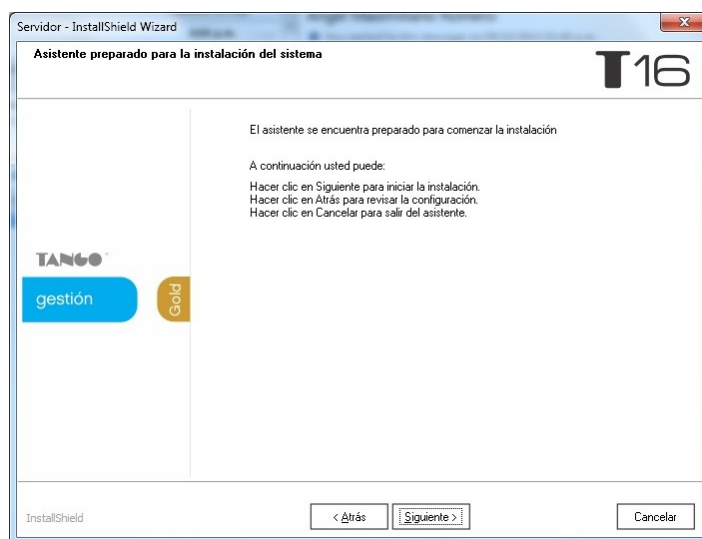 Servidor - InstallShield Wizard
Asistente preparado para la instalación del sistema
T16
El asistente se encuentra preparado para comenzar la instalación
A continuación usted puede:
Hacer clic en Siguiente para iniciar la instalación.
Hacer clic en Atrás para revisar la configuración.
Hacer clic en Cancelar para salir del asistente.
TANGO
gestión
Gold
InstallShield
< Atrás
Siguiente >
Cancelar